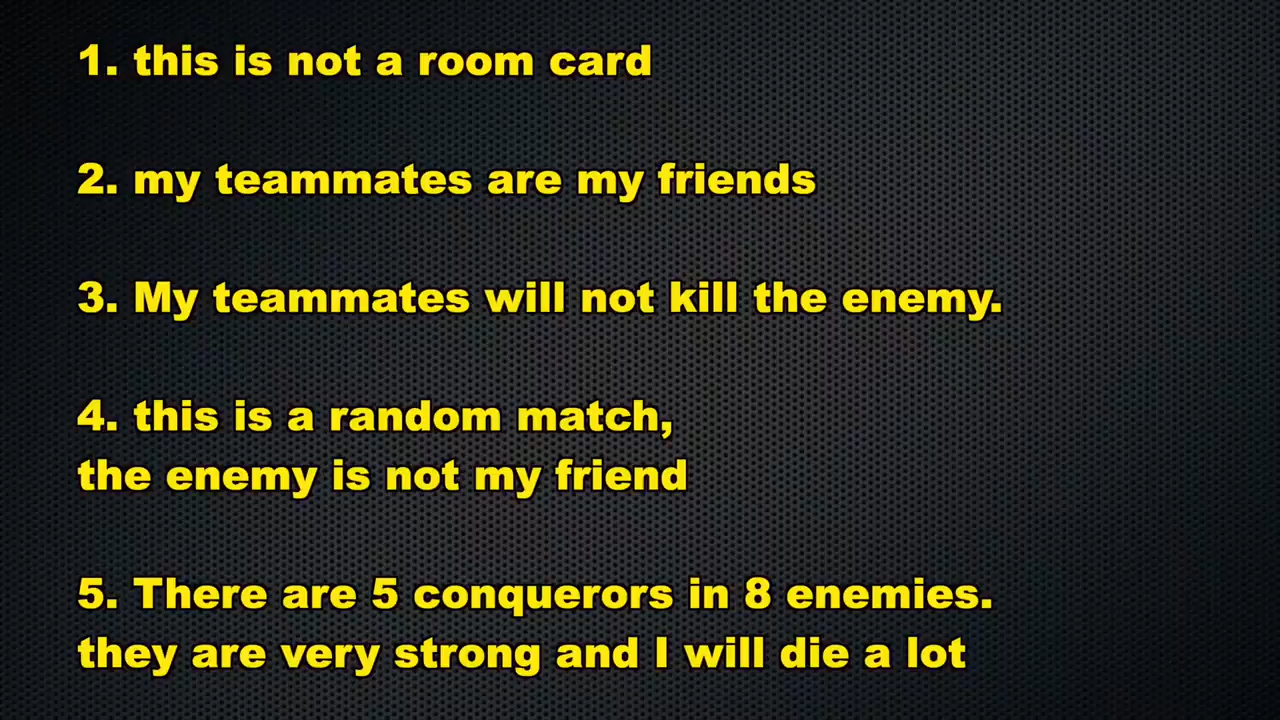 1. this is not a room card
2. my teammates are my friends
3. My teammates will not kill the enemy.
4. this is a random match,
the enemy is not my friend
5. There are 5 conquerors in 8 enemies.
they are very strong and I will die a lot